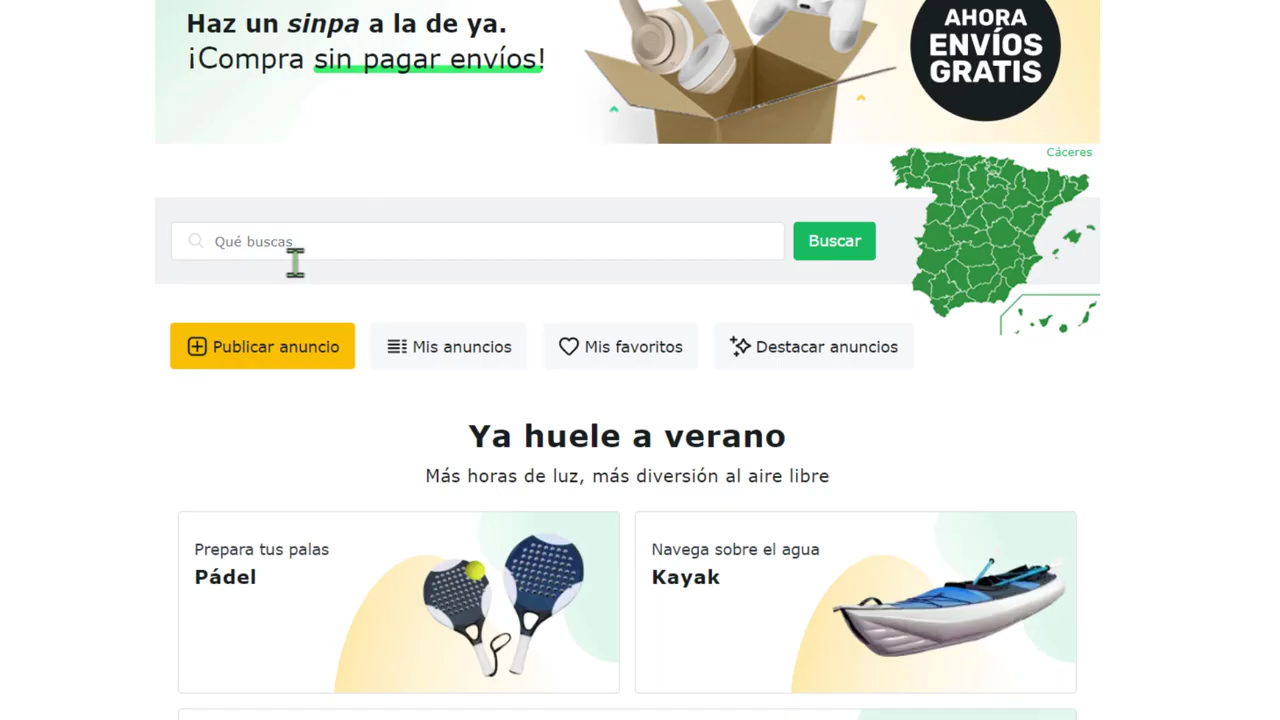 Haz un sinpa a la de ya.
¡Compra sin pagar envíos!
AHORA
ENVÍOS
GRATIS
Cáceres
Qué buscas
Buscar
Publicar anuncio
Mis anuncios
Mis favoritos
Destacar anuncios
Ya huele a verano
Más horas de luz, más diversión al aire libre
Prepara tus palas
Pádel
Navega sobre el agua
Kayak